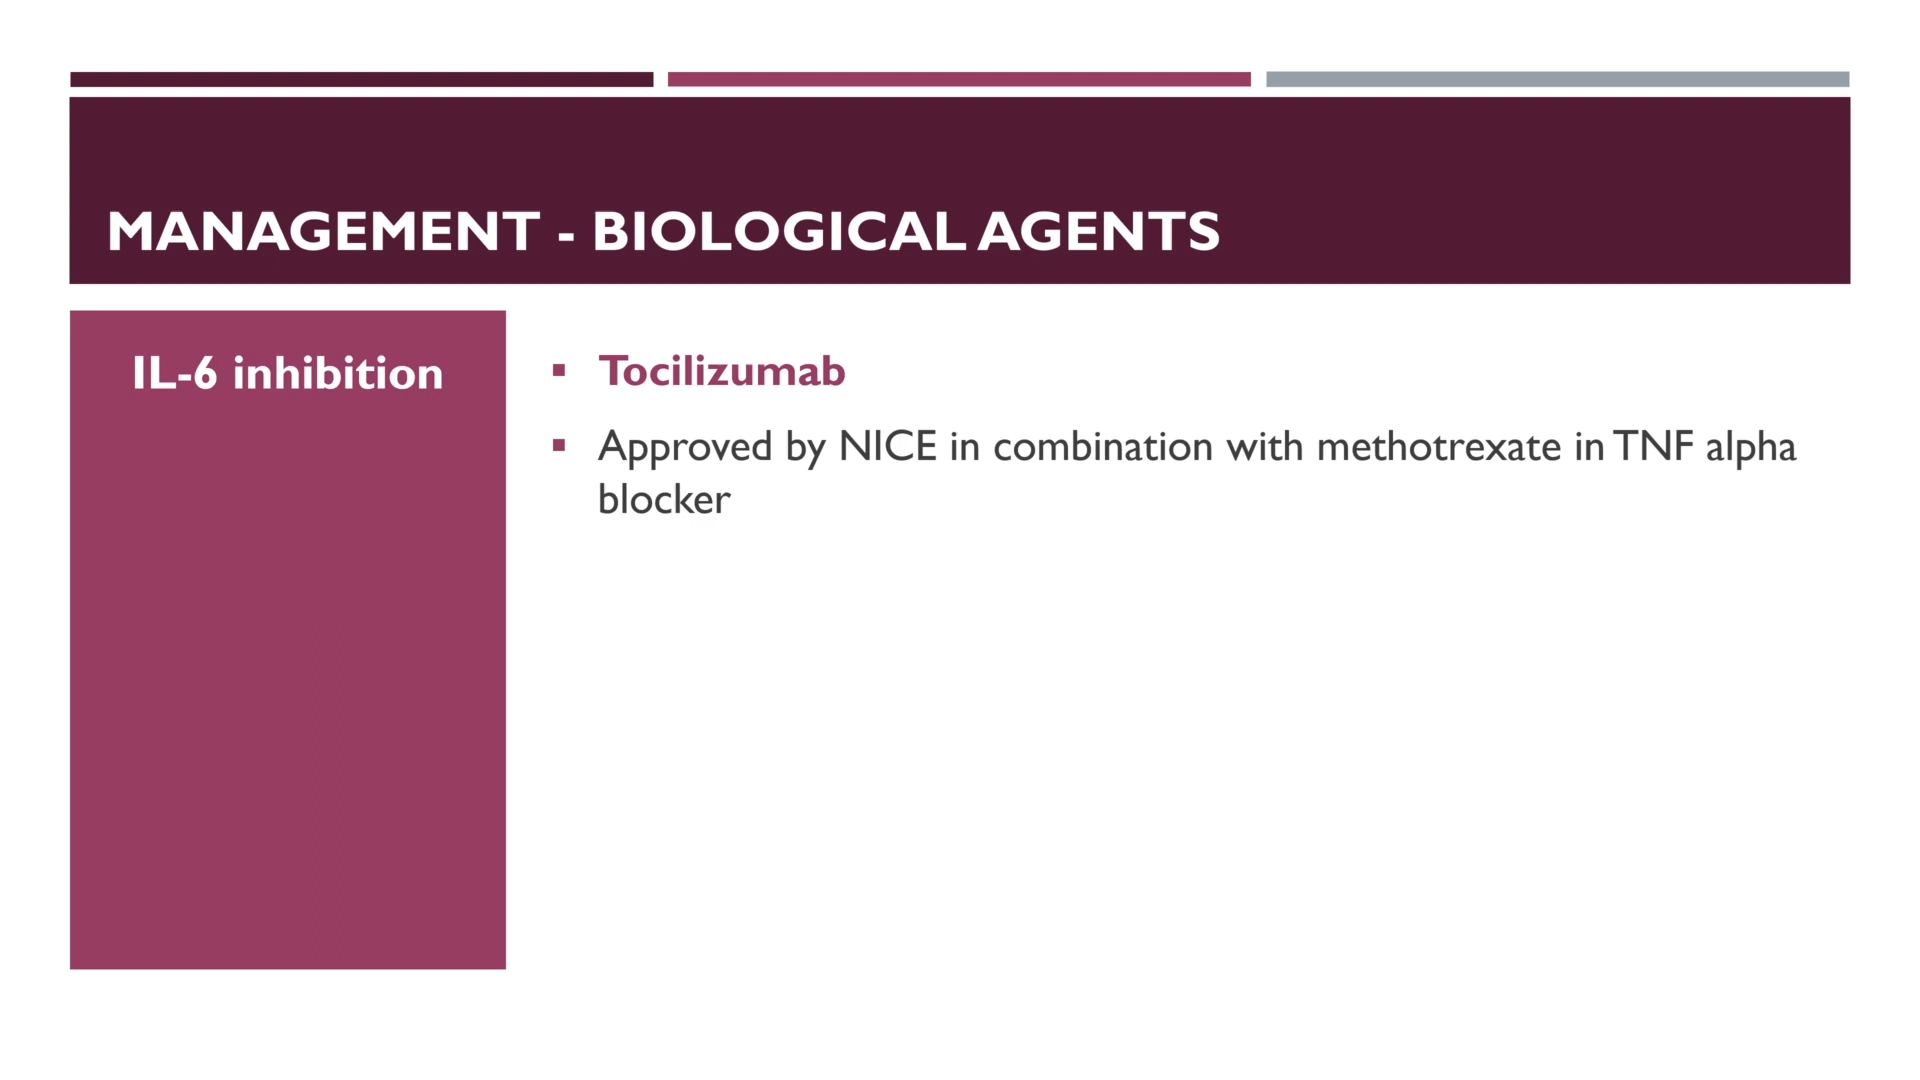 MANAGEMENT - BIOLOGICAL AGENTS
IL-6 inhibition
Tocilizumab
Approved by NICE in combination with methotrexate in TNF alpha
blocker